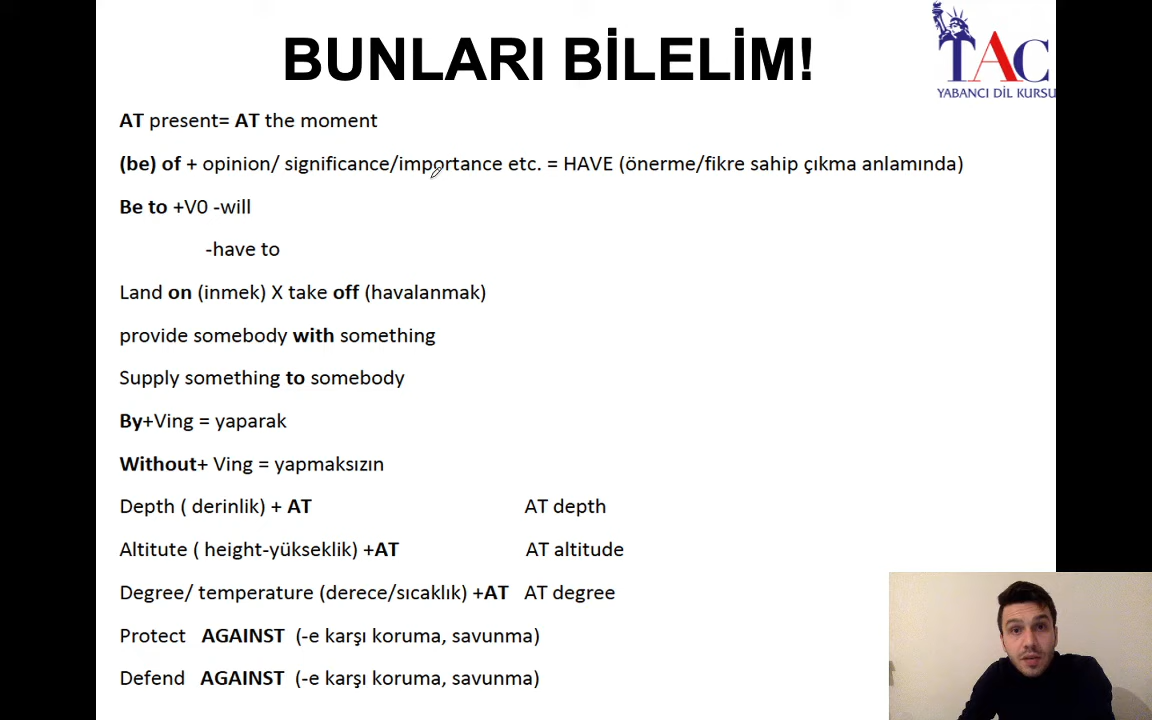 BUNLARI BİLELİM!
TAC
YABANCI DİL KURSU
AT present= AT the moment
(be) of + opinion/ significance/importance etc. = HAVE (önerme/fikre sahip çıkma anlamında)
Be to +V0 -will
-have to
Land on (inmek) X take off (havalanmak)
provide somebody with something
Supply something to somebody
By+Ving = yaparak
Without+ Ving = yapmaksızın
Depth ( derinlik) + AT AT depth
Altitute ( height-yükseklik) +AT AT altitude
Degree/ temperature (derece/sıcaklık) +AT AT degree
Protect AGAINST (-e karşı koruma, savunma)
Defend AGAINST (-e karşı koruma, savunma)